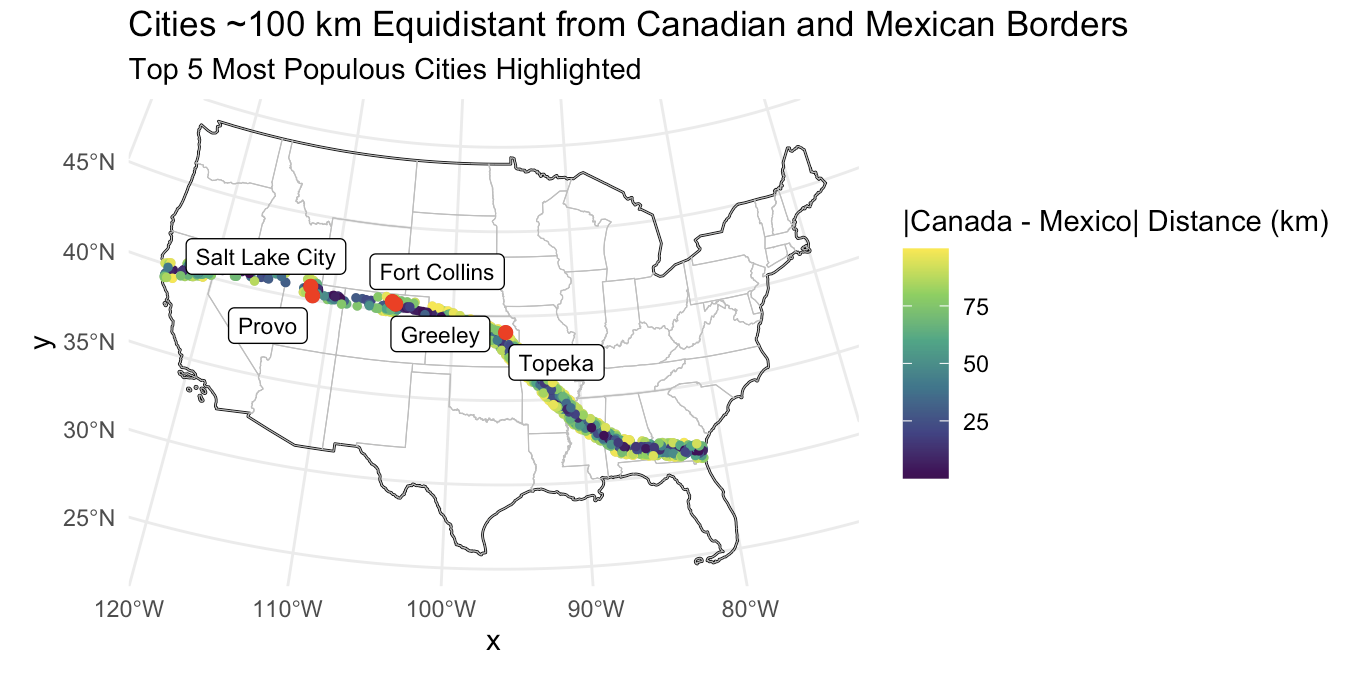 Cities ~100 km Equidistant from Canadian and Mexican Borders
Top 5 Most Populous Cities Highlighted
45°N
40°N
35°N
30°N
25°N
y
Salt Lake City
Fort Collins
Provo
Greeley
Topeka
120°W
110°W
100°W
90°W
80°W
x
|Canada - Mexico| Distance (km)
75
50
25